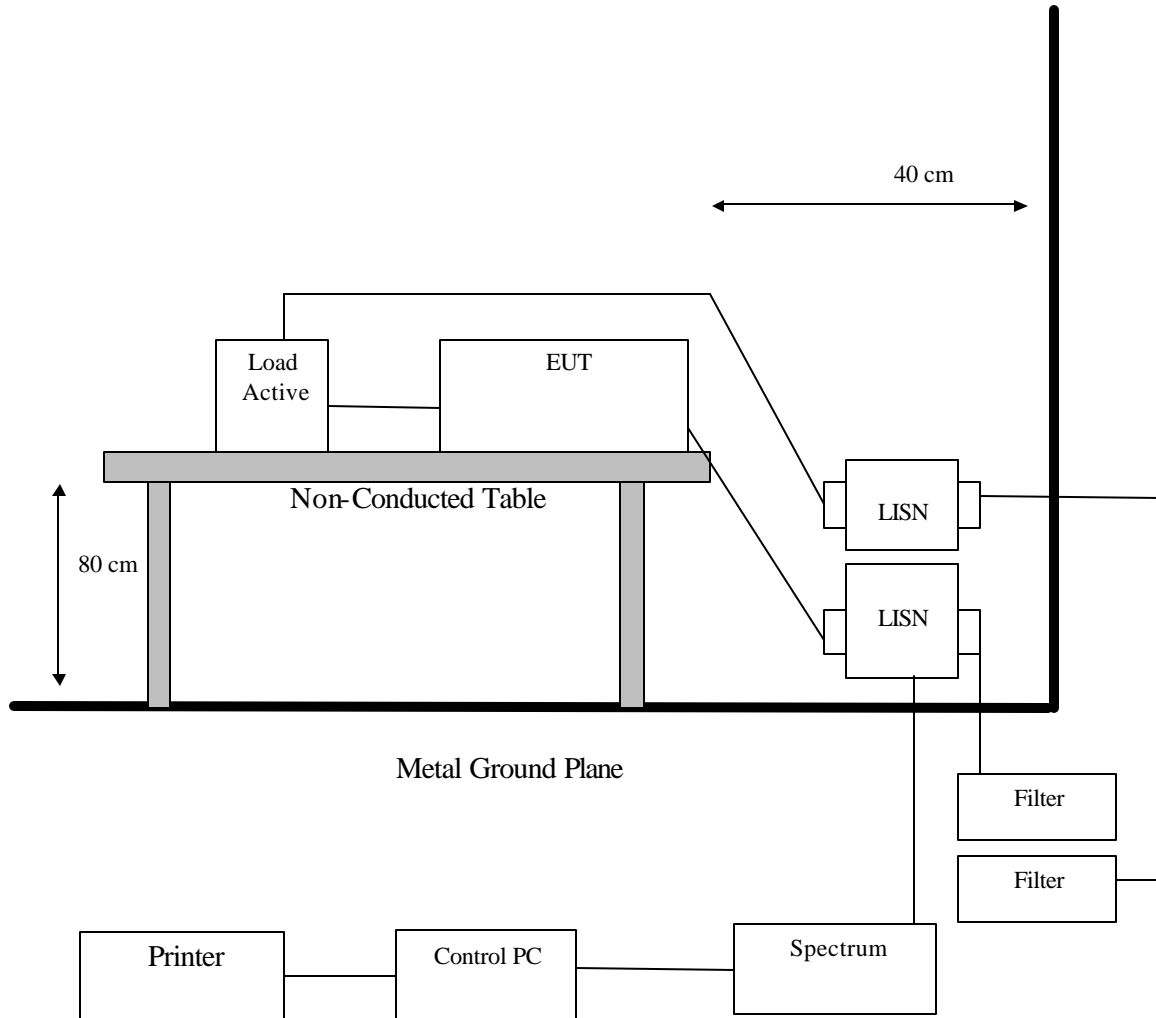 40 cm
Load
Active
EUT
Non-Conducted Table
LISN
80 cm
LISN
Metal Ground Plane
Filter
Filter
Printer
Control PC
Spectrum